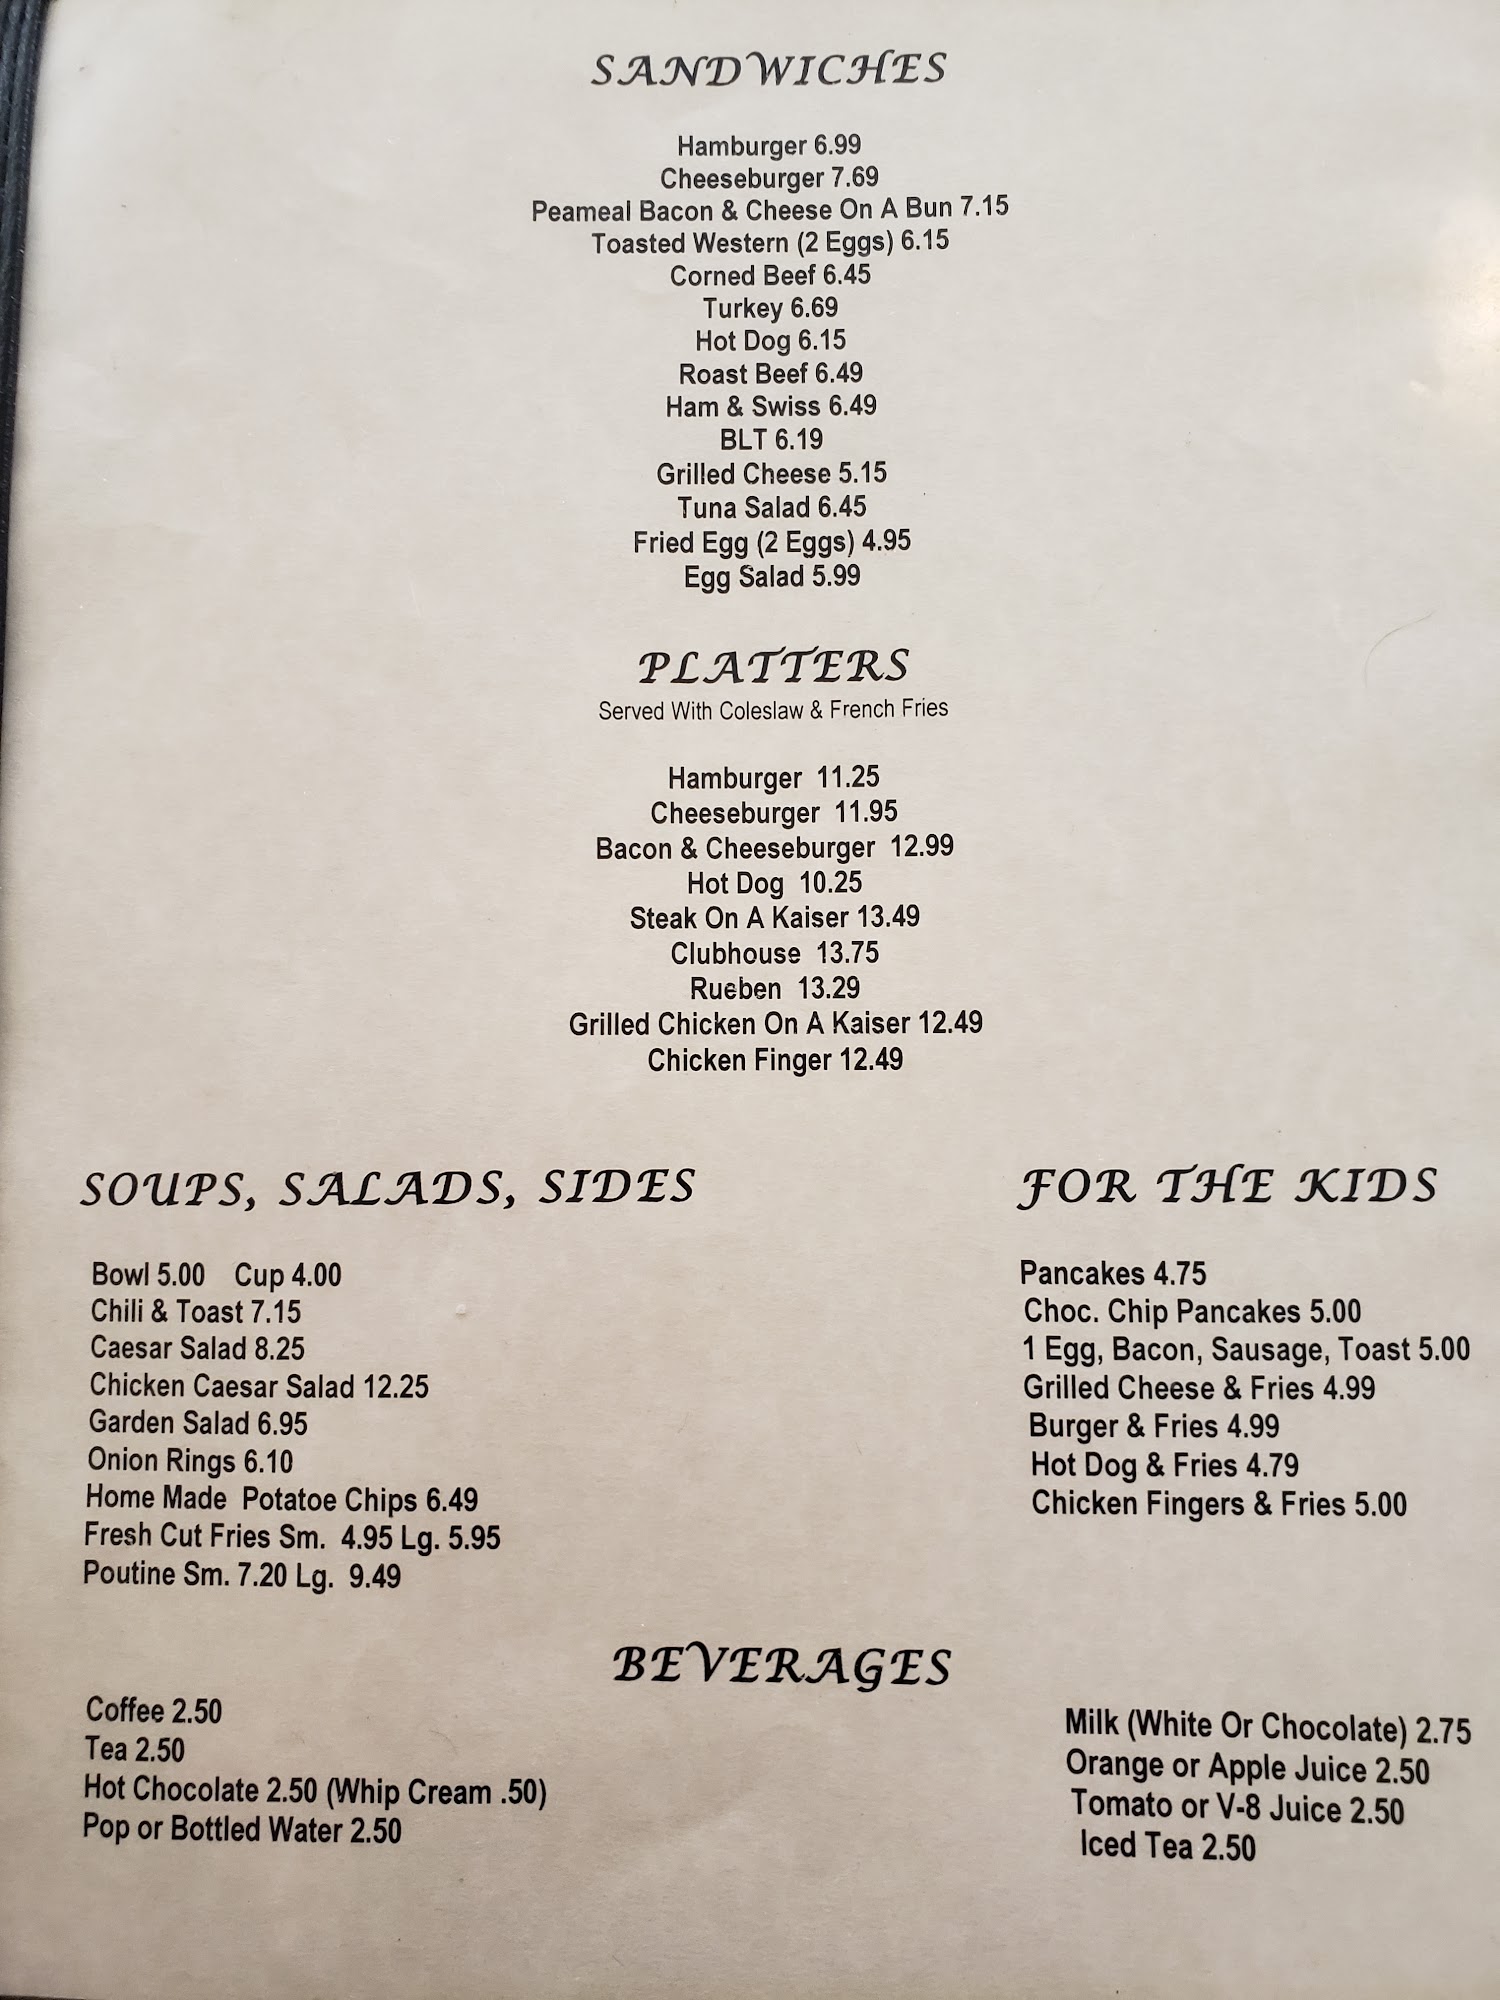 SANDWICHES
Hamburger 6.99
Cheeseburger 7.69
Peameal Bacon & Cheese On A Bun 7.15
Toasted Western (2 Eggs) 6.15
Corned Beef 6.45
Turkey 6.69
Hot Dog 6.15
Roast Beef 6.49
Ham & Swiss 6.49
BLT 6.19
Grilled Cheese 5.15
Tuna Salad 6.45
Fried Egg (2 Eggs) 4.95
Egg Salad 5.99
PLATTERS
Served With Coleslaw & French Fries
Hamburger 11.25
Cheeseburger 11.95
Bacon & Cheeseburger 12.99
Hot Dog 10.25
Steak On A Kaiser 13.49
Clubhouse 13.75
Rueben 13.29
Grilled Chicken On A Kaiser 12.49
Chicken Finger 12.49
SOUPS, SALADS, SIDES
Bowl 5.00 Cup 4.00
Chili & Toast 7.15
Caesar Salad 8.25
Chicken Caesar Salad 12.25
Garden Salad 6.95
Onion Rings 6.10
Home Made Potatoe Chips 6.49
Fresh Cut Fries Sm. 4.95 Lg. 5.95
Poutine Sm. 7.20 Lg. 9.49
FOR THE KIDS
Pancakes 4.75
Choc. Chip Pancakes 5.00
1 Egg, Bacon, Sausage, Toast 5.00
Grilled Cheese & Fries 4.99
Burger & Fries 4.99
Hot Dog & Fries 4.79
Chicken Fingers & Fries 5.00
BEVERAGES
Coffee 2.50
Tea 2.50
Hot Chocolate 2.50 (Whip Cream .50)
Pop or Bottled Water 2.50
Milk (White Or Chocolate) 2.75
Orange or Apple Juice 2.50
Tomato or V-8 Juice 2.50
Iced Tea 2.50